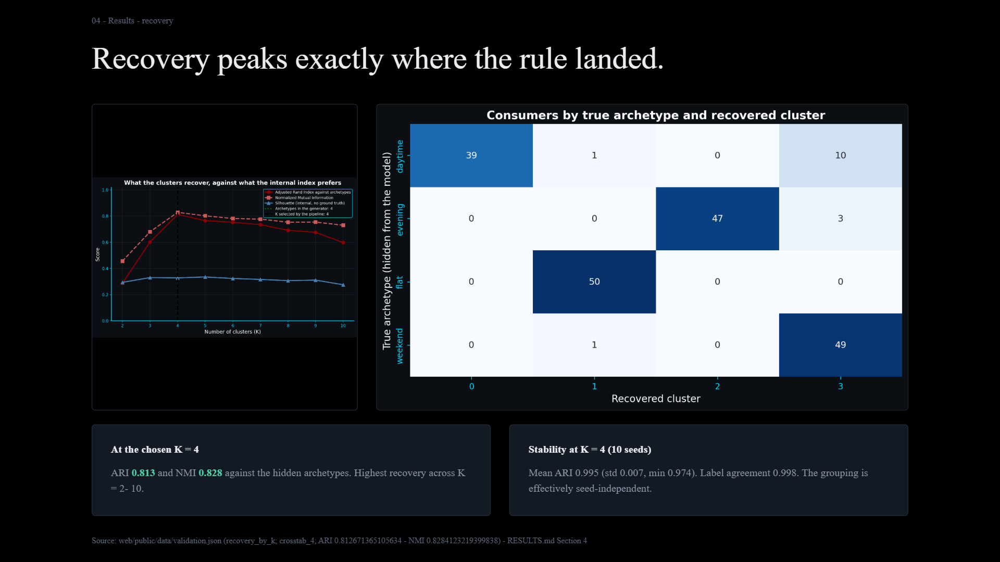 04 - Results - recovery
Recovery peaks exactly where the rule landed.
What the clusters recover, against what the internal index prefers
Adjusted Rand Index against archetypes
Normalized Mutual Information
Silhouette (internal, no ground truth)
Archetypes in the generator: 4
K selected by the pipeline: 4
Score
1.0
0.8
0.6
0.4
0.2
0.0
2 3 4 5 6 7 8 9 10
Number of clusters (K)
Consumers by true archetype and recovered cluster
True archetype (hidden from the model)
daytime
39 1 0 10
evening
0 0 47 3
flat
0 50 0 0
weekend
0 1 0 49
0 1 2 3
Recovered cluster
At the chosen K = 4
ARI 0.813 and NMI 0.828 against the hidden archetypes. Highest recovery across K
= 2- 10.
Stability at K = 4 (10 seeds)
Mean ARI 0.995 (std 0.007, min 0.974). Label agreement 0.998. The grouping is
effectively seed-independent.
Source: web/public/data/validation.json (recovery_by_k; crosstab_4; ARI 0.812671365105634 - NMI 0.8284123219399838) - RESULTS.md Section 4